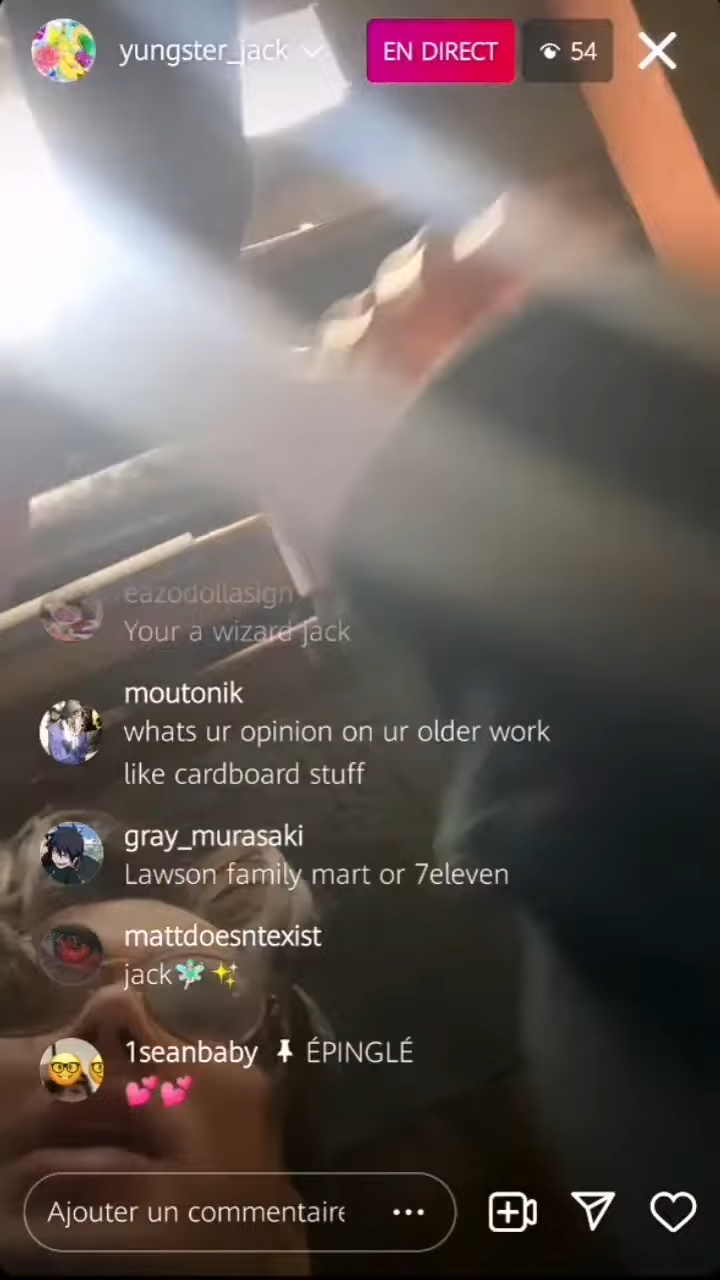 yungster_jack
EN DIRECT
54
eazodollasign
Your a wizard jack
moutonik
whats ur opinion on ur older work
like cardboard stuff
gray_murasaki
Lawson family mart or 7eleven
mattdoesntexist
jack🧚✨
1seanbaby 📌 ÉPINGLÉ
💕💕
Ajouter un commentaire